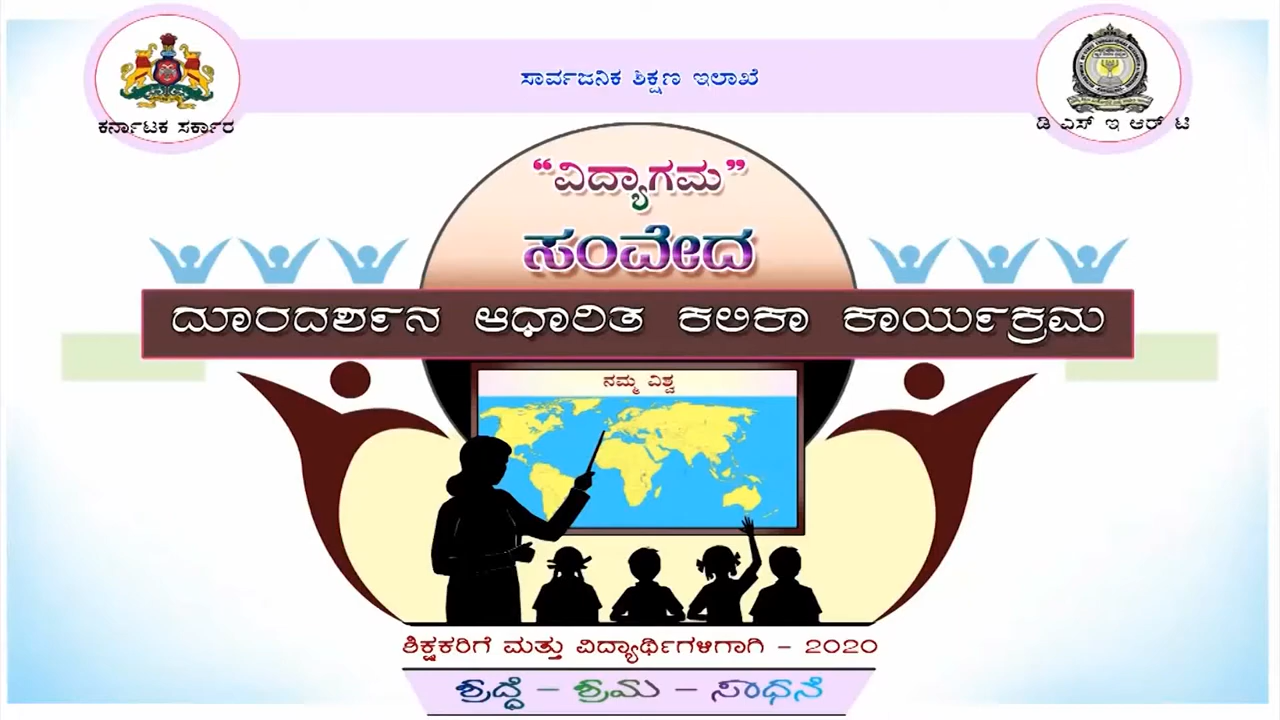 ಸಾರ್ವಜನಿಕ ಶಿಕ್ಷಣ ಇಲಾಖೆ
ಕರ್ನಾಟಕ ಸರ್ಕಾರ
ಡಿ ಎಸ್ ಇ ಆರ್ ಟಿ
“ವಿದ್ಯಾಗಮ”
ಸಂವೇದ
ದೂರದರ್ಶನ ಆಧಾರಿತ ಕಲಿಕಾ ಕಾರ್ಯಕ್ರಮ
ನಮ್ಮ ವಿಶ್ವ
ಶಿಕ್ಷಕರಿಗೆ ಮತ್ತು ವಿದ್ಯಾರ್ಥಿಗಳಿಗಾಗಿ - 2020
ಶ್ರದ್ಧೆ - ಶ್ರಮ - ಸಾಧನೆ